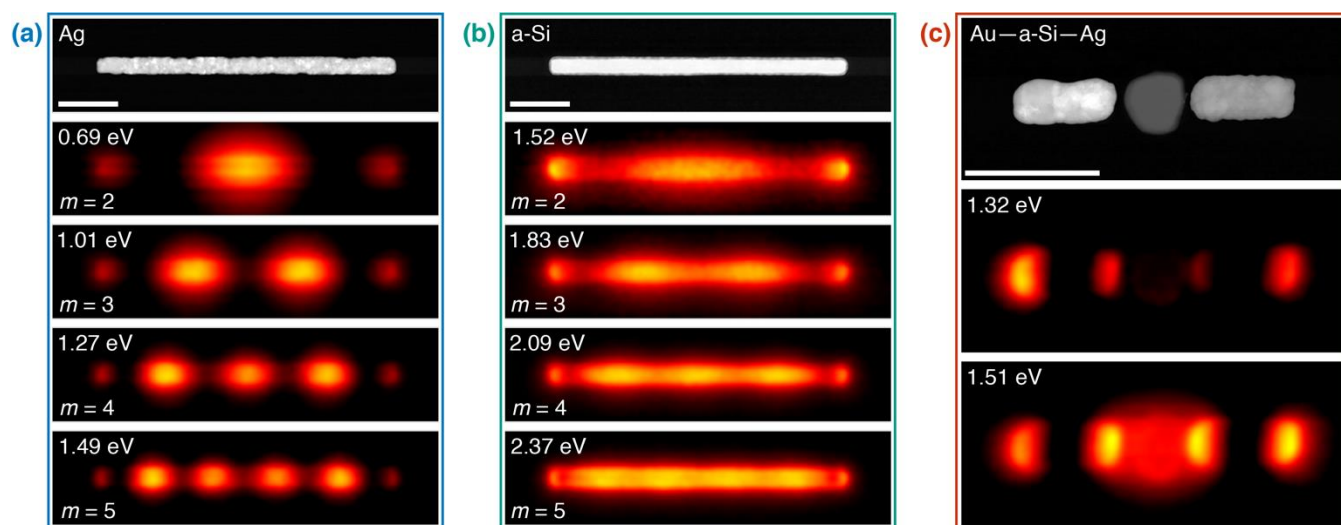 (a)
Ag
0.69 eV
m = 2
1.01 eV
m = 3
1.27 eV
m = 4
1.49 eV
m = 5
(b)
a-Si
1.52 eV
m = 2
1.83 eV
m = 3
2.09 eV
m = 4
2.37 eV
m = 5
(c)
Au—a-Si—Ag
1.32 eV
1.51 eV